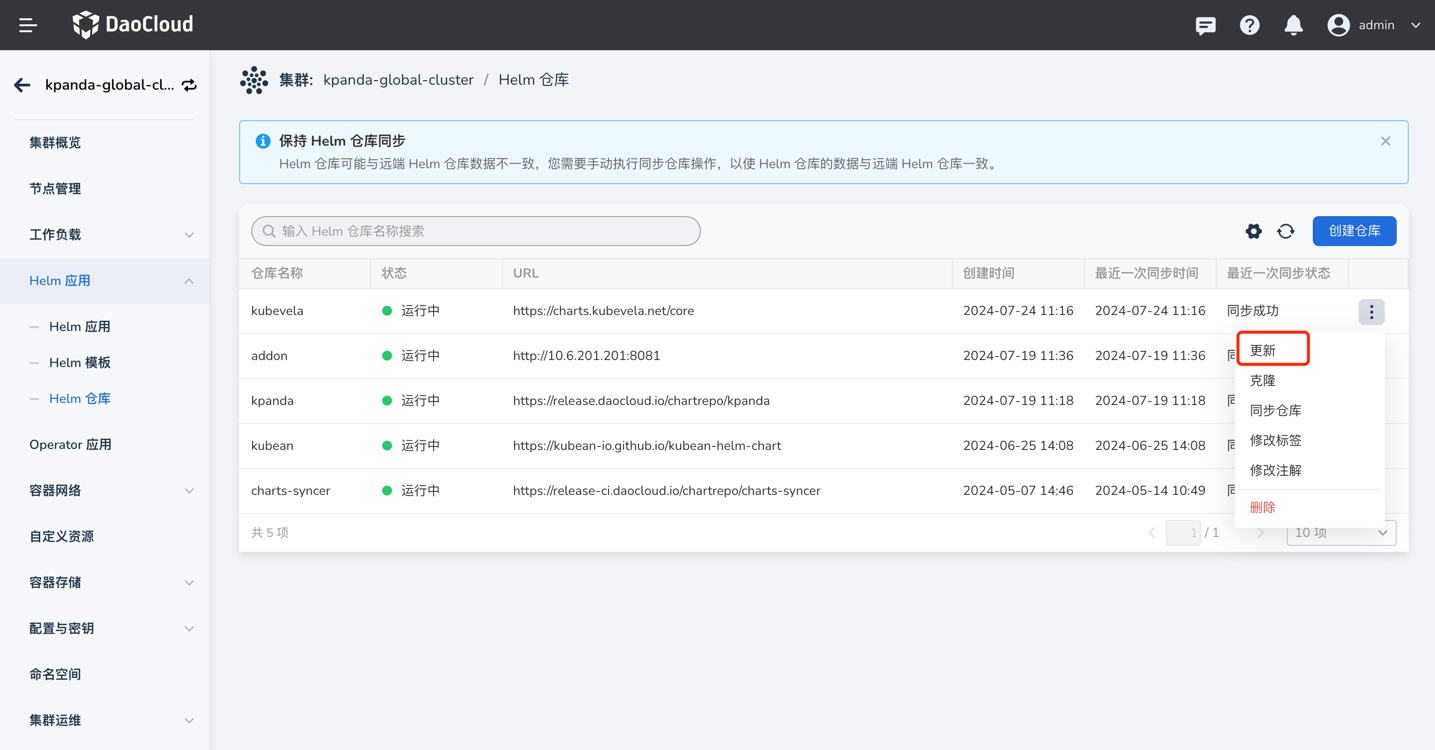 DaoCloud
admin
kpanda-global-cl...
集群概览
节点管理
工作负载
Helm 应用
Helm 应用
Helm 模板
Helm 仓库
Operator 应用
容器网络
自定义资源
容器存储
配置与密钥
命名空间
集群运维
集群: kpanda-global-cluster / Helm 仓库
保持 Helm 仓库同步
Helm 仓库可能与远端 Helm 仓库数据不一致，您需要手动执行同步仓库操作，以使 Helm 仓库的数据与远端 Helm 仓库一致。
输入 Helm 仓库名称搜索
创建仓库
仓库名称 状态 URL 创建时间 最近一次同步时间 最近一次同步状态
kubevela 运行中 https://charts.kubevela.net/core 2024-07-24 11:16 2024-07-24 11:16 同步成功
addon 运行中 http://10.6.201.201:8081 2024-07-19 11:36 2024-07-19 11:36
kpanda 运行中 https://release.daocloud.io/chartrepo/kpanda 2024-07-19 11:18 2024-07-19 11:18
kubean 运行中 https://kubean-io.github.io/kubean-helm-chart 2024-06-25 14:08 2024-06-25 14:08
charts-syncer 运行中 https://release-ci.daocloud.io/chartrepo/charts-syncer 2024-05-07 14:46 2024-05-14 10:49
更新
克隆
同步仓库
修改标签
修改注解
删除
共 5 项
1 / 1
10 项